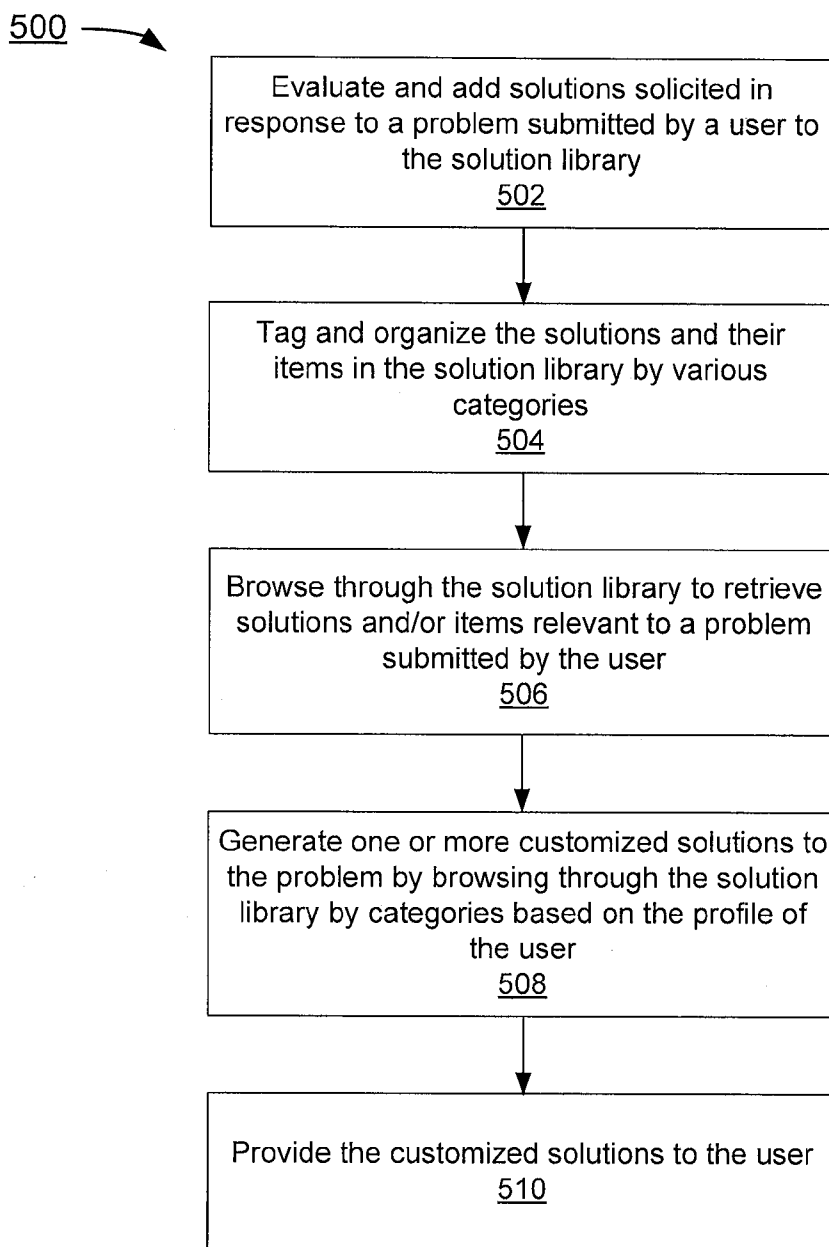 500
Evaluate and add solutions solicited in
response to a problem submitted by a user to
the solution library
502
Tag and organize the solutions and their
items in the solution library by various
categories
504
Browse through the solution library to retrieve
solutions and/or items relevant to a problem
submitted by the user
506
Generate one or more customized solutions to
the problem by browsing through the solution
library by categories based on the profile of
the user
508
Provide the customized solutions to the user
510